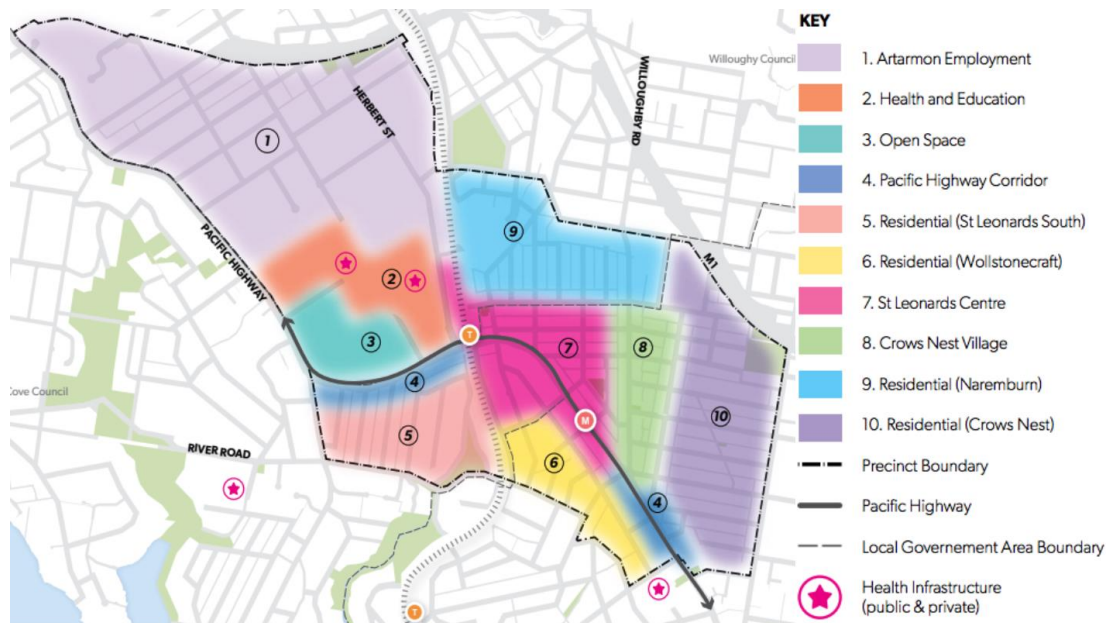 KEY
1. Artarmon Employment
2. Health and Education
3. Open Space
4. Pacific Highway Corridor
5. Residential (St Leonards South)
6. Residential (Wollstonecraft)
7. St Leonards Centre
8. Crows Nest Village
9. Residential (Naremburn)
10. Residential (Crows Nest)
Precinct Boundary
Pacific Highway
Local Governement Area Boundary
Health Infrastructure
(public & private)
Willoughy Council
WILLOUGHBY RD
HERBERT ST
1
PACIFIC HIGHWAY
9
M1
2
T
3
7
8
4
Cove Council
10
5
M
RIVER ROAD
6
4
T